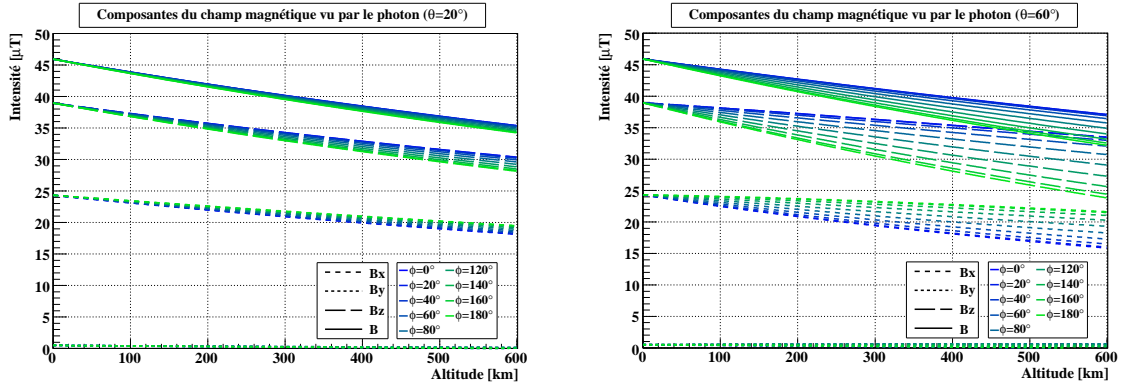 Composantes du champ magnétique vu par le photon (θ=20°)
Intensité [μT]
50
45
40
35
30
25
20
15
10
5
0
Bx
By
Bz
B
ϕ=0°
ϕ=20°
ϕ=40°
ϕ=60°
ϕ=80°
ϕ=120°
ϕ=140°
ϕ=160°
ϕ=180°
0 100 200 300 400 500 600
Altitude [km]
Composantes du champ magnétique vu par le photon (θ=60°)
Intensité [μT]
50
45
40
35
30
25
20
15
10
5
0
Bx
By
Bz
B
ϕ=0°
ϕ=20°
ϕ=40°
ϕ=60°
ϕ=80°
ϕ=120°
ϕ=140°
ϕ=160°
ϕ=180°
0 100 200 300 400 500 600
Altitude [km]